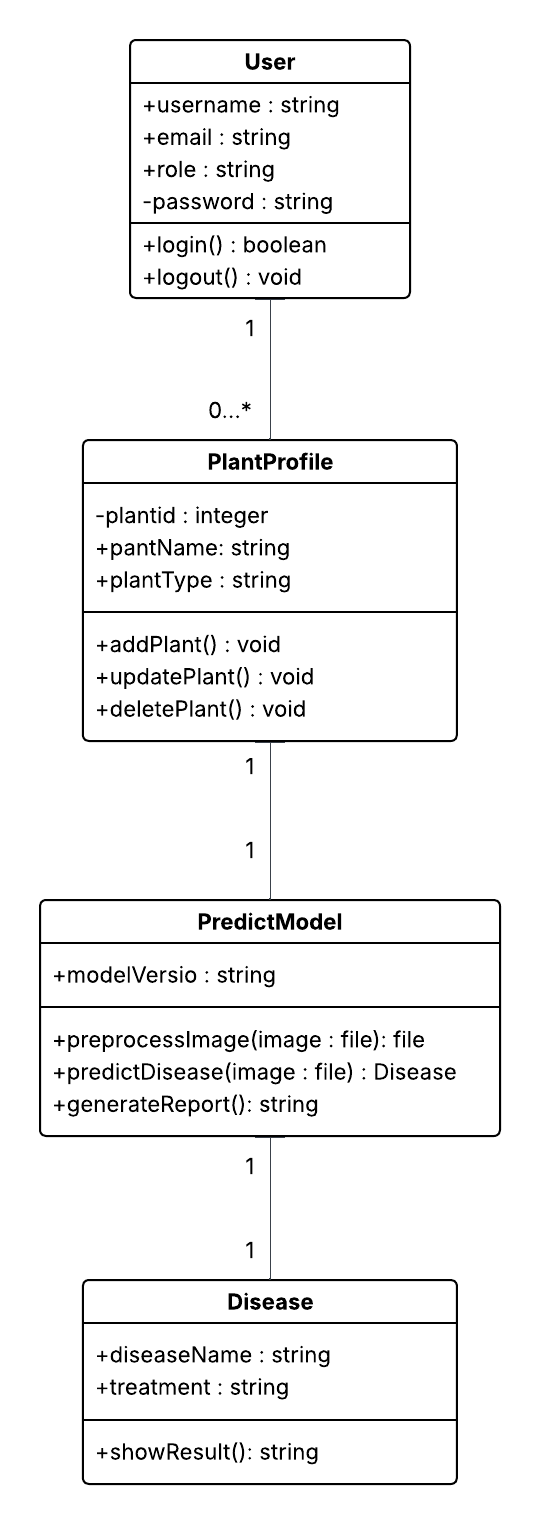 User
+username : string
+email : string
+role : string
-password : string
+login() : boolean
+logout() : void
1
0...*
PlantProfile
-plantid : integer
+pantName: string
+plantType : string
+addPlant() : void
+updatePlant() : void
+deletePlant() : void
1
1
PredictModel
+modelVersio : string
+preprocessImage(image : file): file
+predictDisease(image : file) : Disease
+generateReport(): string
1
1
Disease
+diseaseName : string
+treatment : string
+showResult(): string